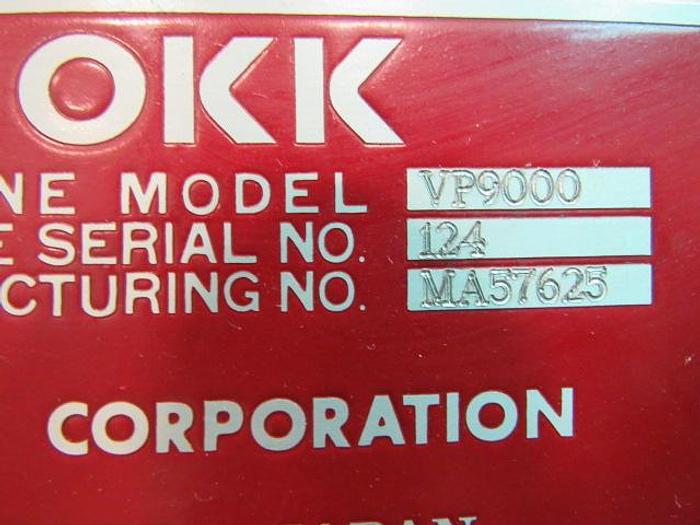 OKK
NE MODEL VP9000
E SERIAL NO. 124
CTURING NO. MA57625
CORPORATION